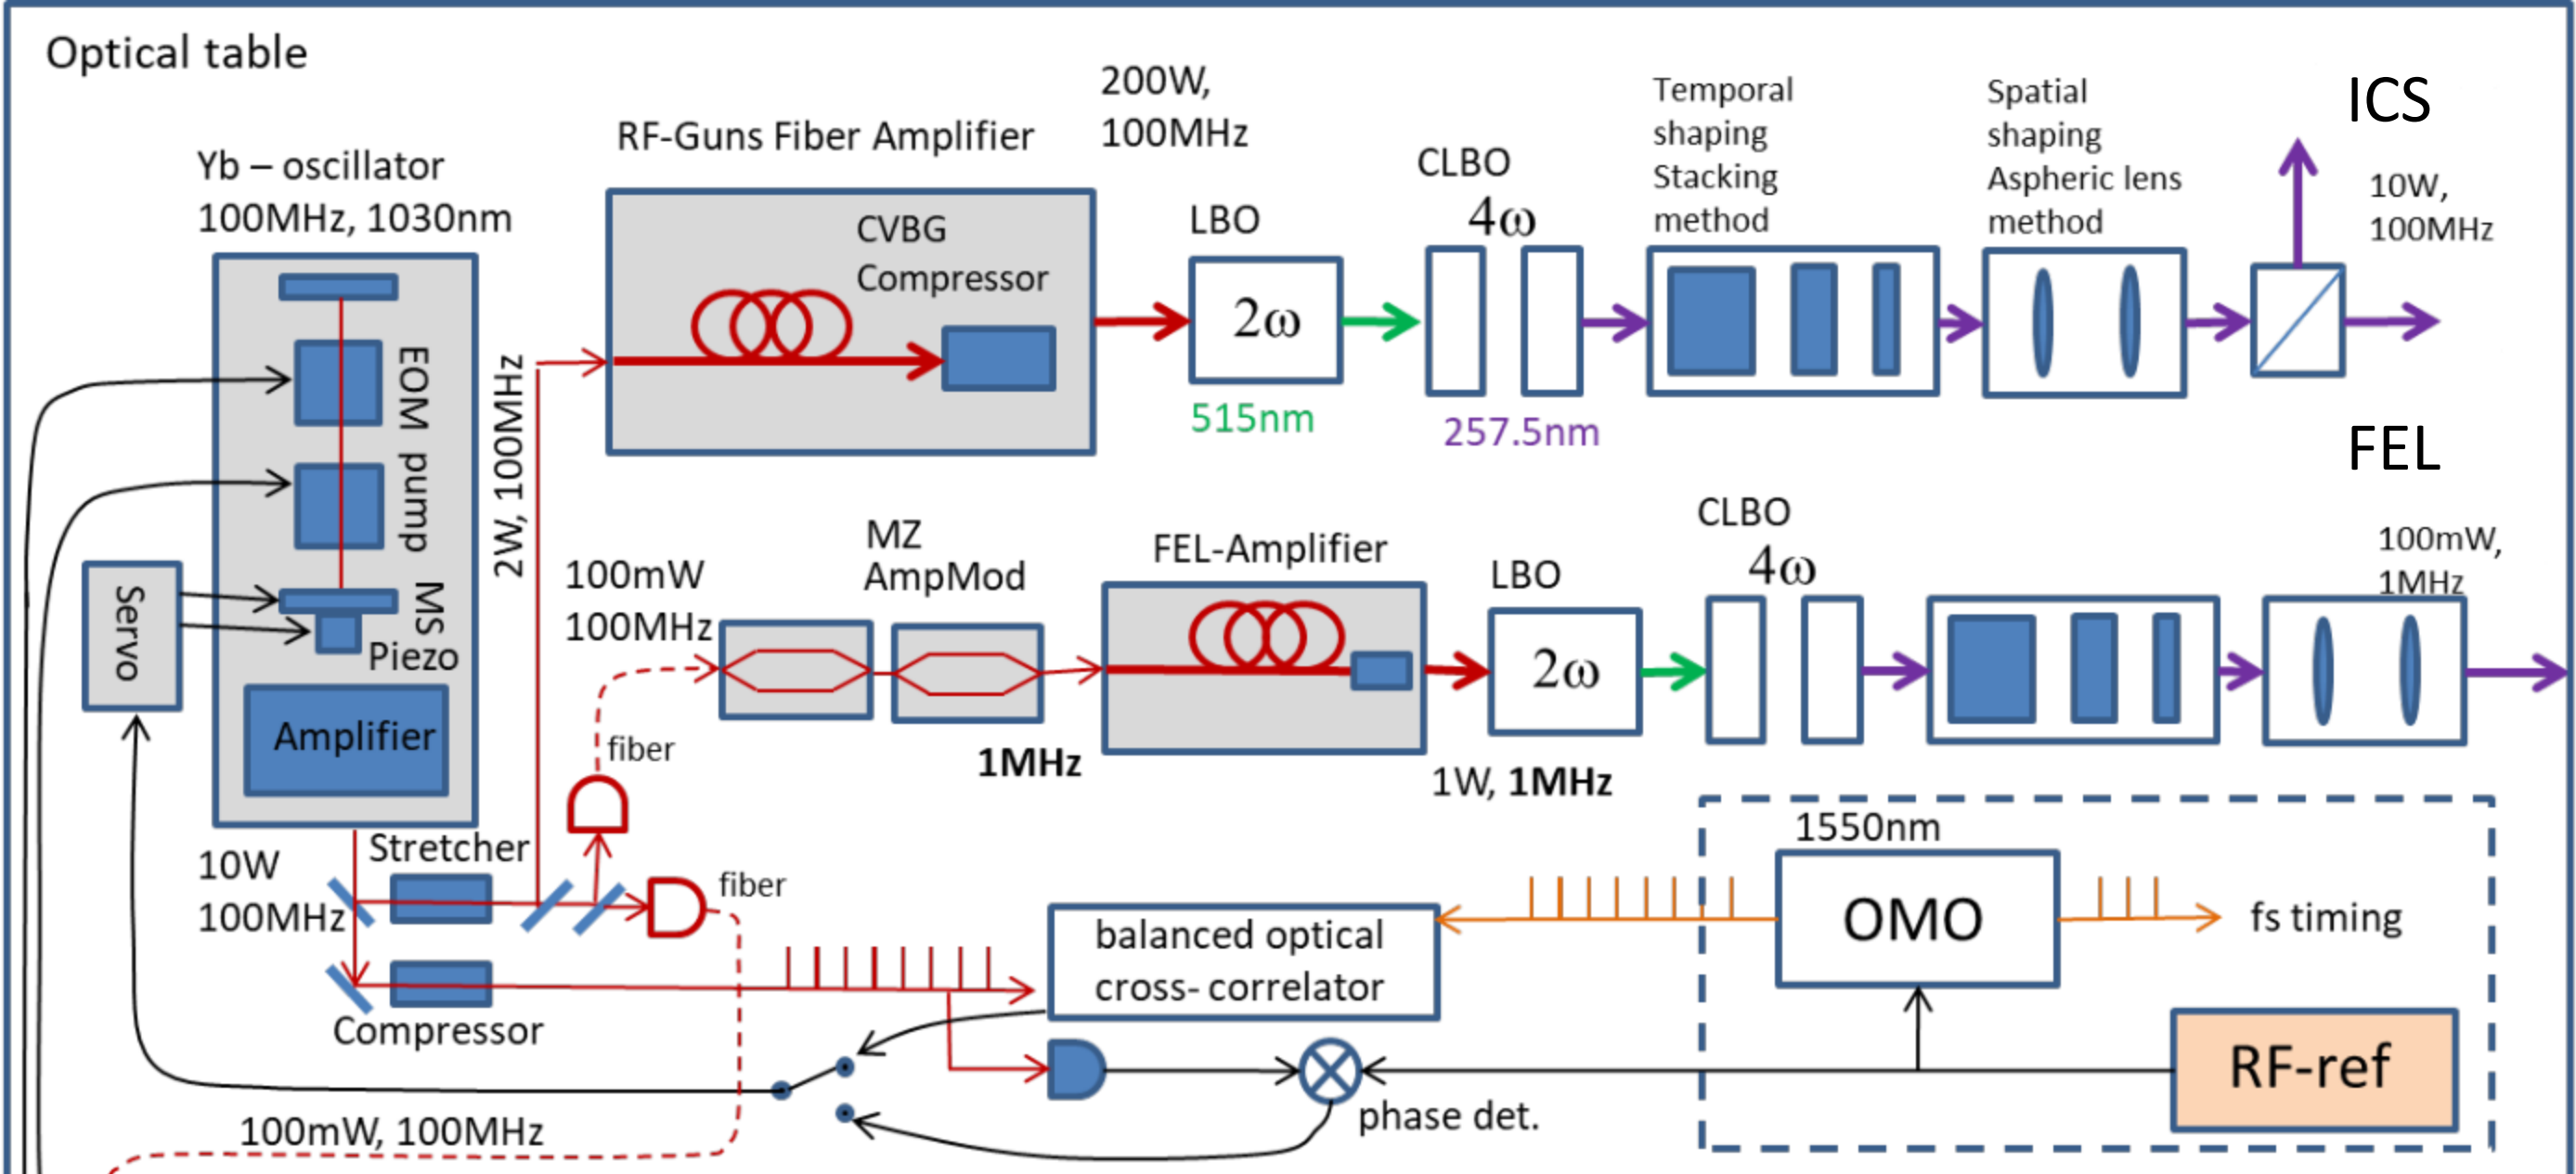 Optical table
Yb – oscillator
100MHz, 1030nm
EOM
pump
MS
Piezo
Servo
Amplifier
2W, 100MHz
RF-Guns Fiber Amplifier
CVBG
Compressor
200W,
100MHz
LBO
2ω
515nm
CLBO
4ω
257.5nm
Temporal
shaping
Stacking
method
Spatial
shaping
Aspheric lens
method
ICS
10W,
100MHz
FEL
100mW
100MHz
MZ
AmpMod
1MHz
FEL-Amplifier
LBO
2ω
1W, 1MHz
CLBO
4ω
100mW,
1MHz
fiber
10W
100MHz
Stretcher
fiber
Compressor
balanced optical
cross- correlator
1550nm
OMO
fs timing
RF-ref
phase det.
100mW, 100MHz